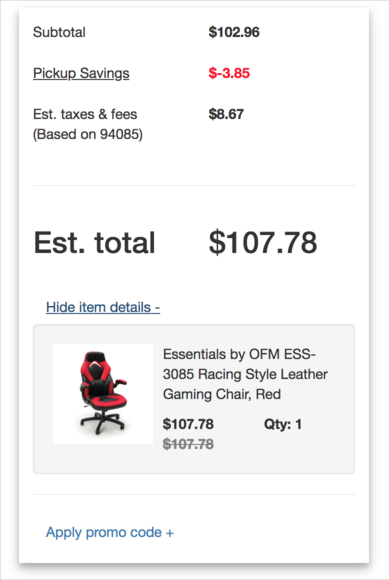 Subtotal $102.96
Pickup Savings $-3.85
Est. taxes & fees $8.67
(Based on 94085)
Est. total $107.78
Hide item details -
Essentials by OFM ESS-
3085 Racing Style Leather
Gaming Chair, Red
$107.78 Qty: 1
$107.78
Apply promo code +